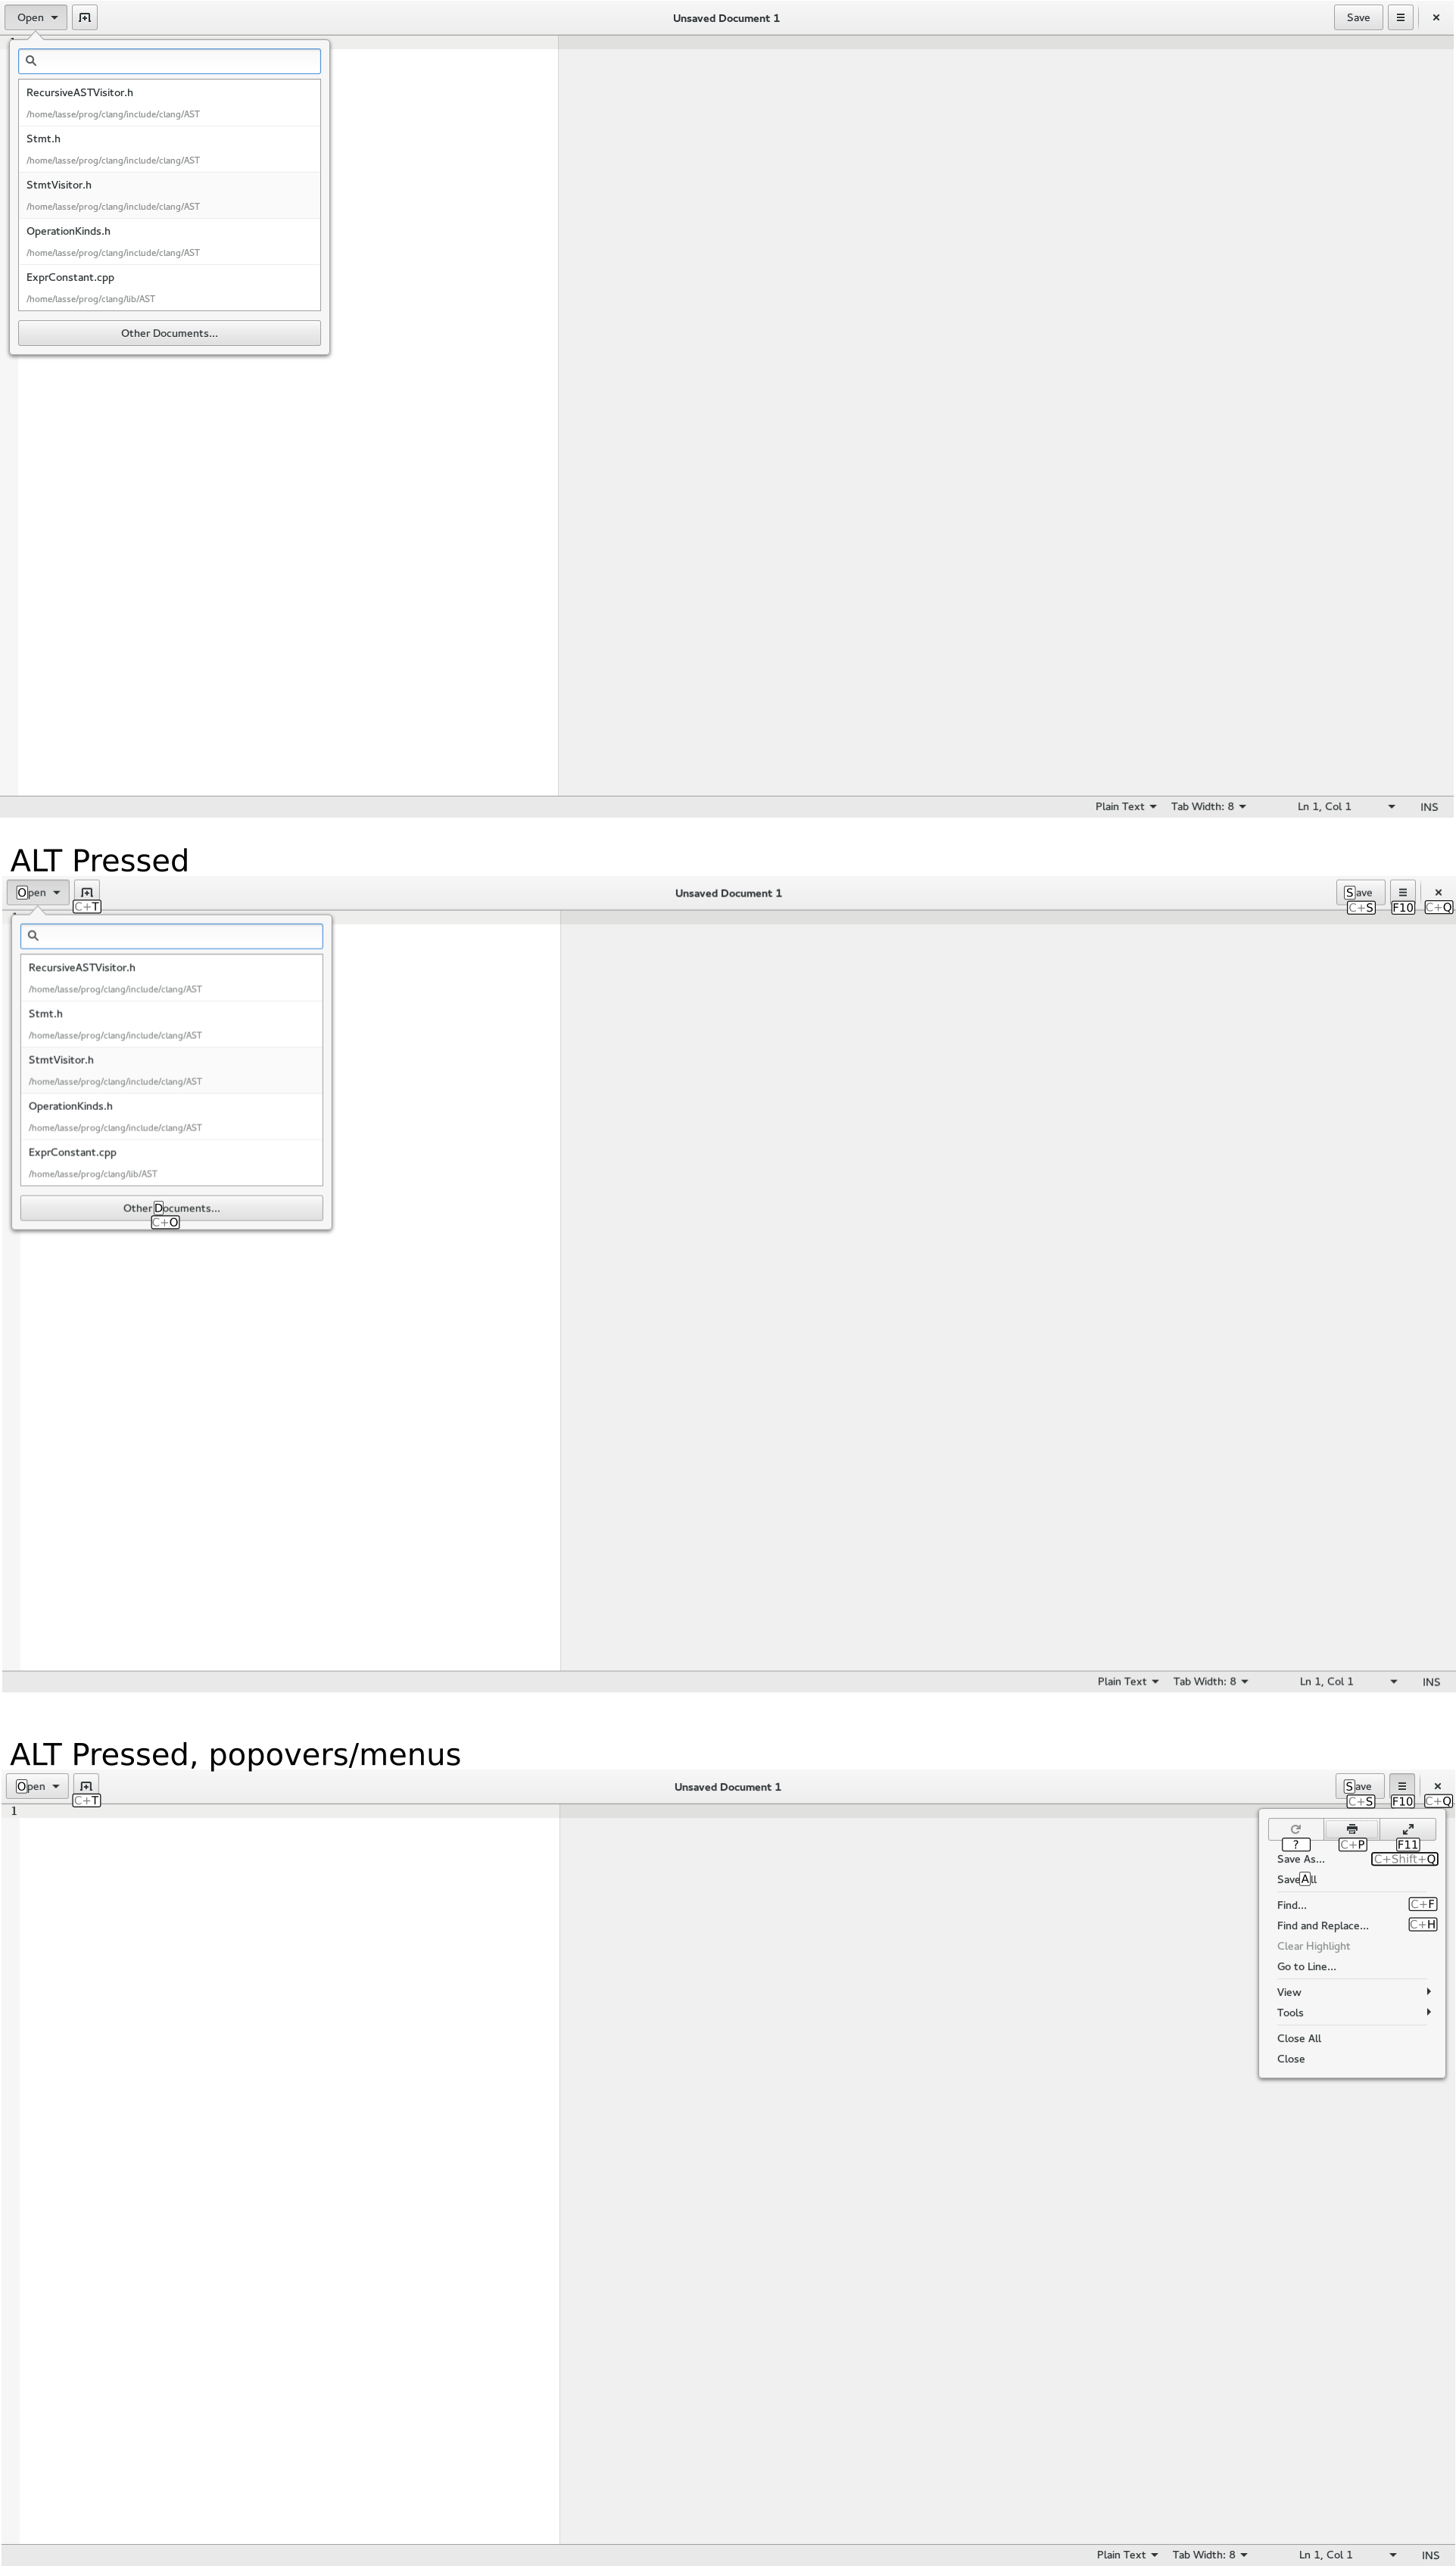 Open Unsaved Document 1 Save
RecursiveASTVisitor.h
/home/lasse/prog/clang/include/clang/AST
Stmt.h
/home/lasse/prog/clang/include/clang/AST
StmtVisitor.h
/home/lasse/prog/clang/include/clang/AST
OperationKinds.h
/home/lasse/prog/clang/include/clang/AST
ExprConstant.cpp
/home/lasse/prog/clang/lib/AST
Other Documents...
Plain Text Tab Width: 8 Ln 1, Col 1 INS
ALT Pressed
Open Unsaved Document 1 Save
C+T C+S F10 C+Q
RecursiveASTVisitor.h
/home/lasse/prog/clang/include/clang/AST
Stmt.h
/home/lasse/prog/clang/include/clang/AST
StmtVisitor.h
/home/lasse/prog/clang/include/clang/AST
OperationKinds.h
/home/lasse/prog/clang/include/clang/AST
ExprConstant.cpp
/home/lasse/prog/clang/lib/AST
Other Documents...
C+O
Plain Text Tab Width: 8 Ln 1, Col 1 INS
ALT Pressed, popovers/menus
Open Unsaved Document 1 Save
C+T C+S F10 C+Q
1
? C+P F11
Save As... C+Shift+Q
Save All
Find... C+F
Find and Replace... C+H
Clear Highlight
Go to Line...
View
Tools
Close All
Close
Plain Text Tab Width: 8 Ln 1, Col 1 INS